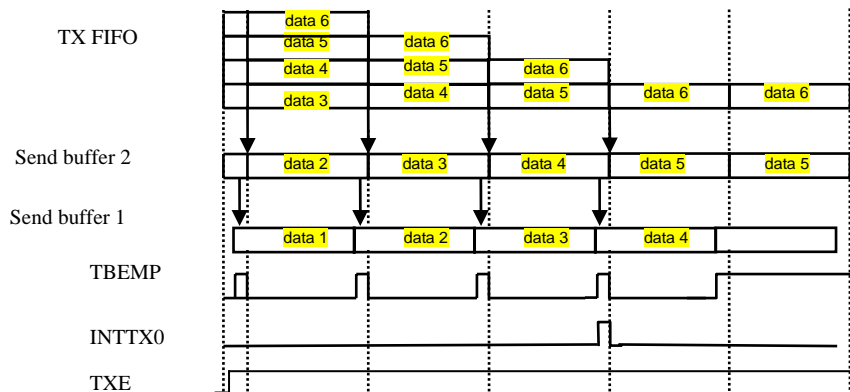 data 6
TX FIFO data 5 data 6
data 4 data 5 data 6
data 3 data 4 data 5 data 6 data 6
Send buffer 2 data 2 data 3 data 4 data 5 data 5
Send buffer 1 data 1 data 2 data 3 data 4
TBEMP
INTTX0
TXE